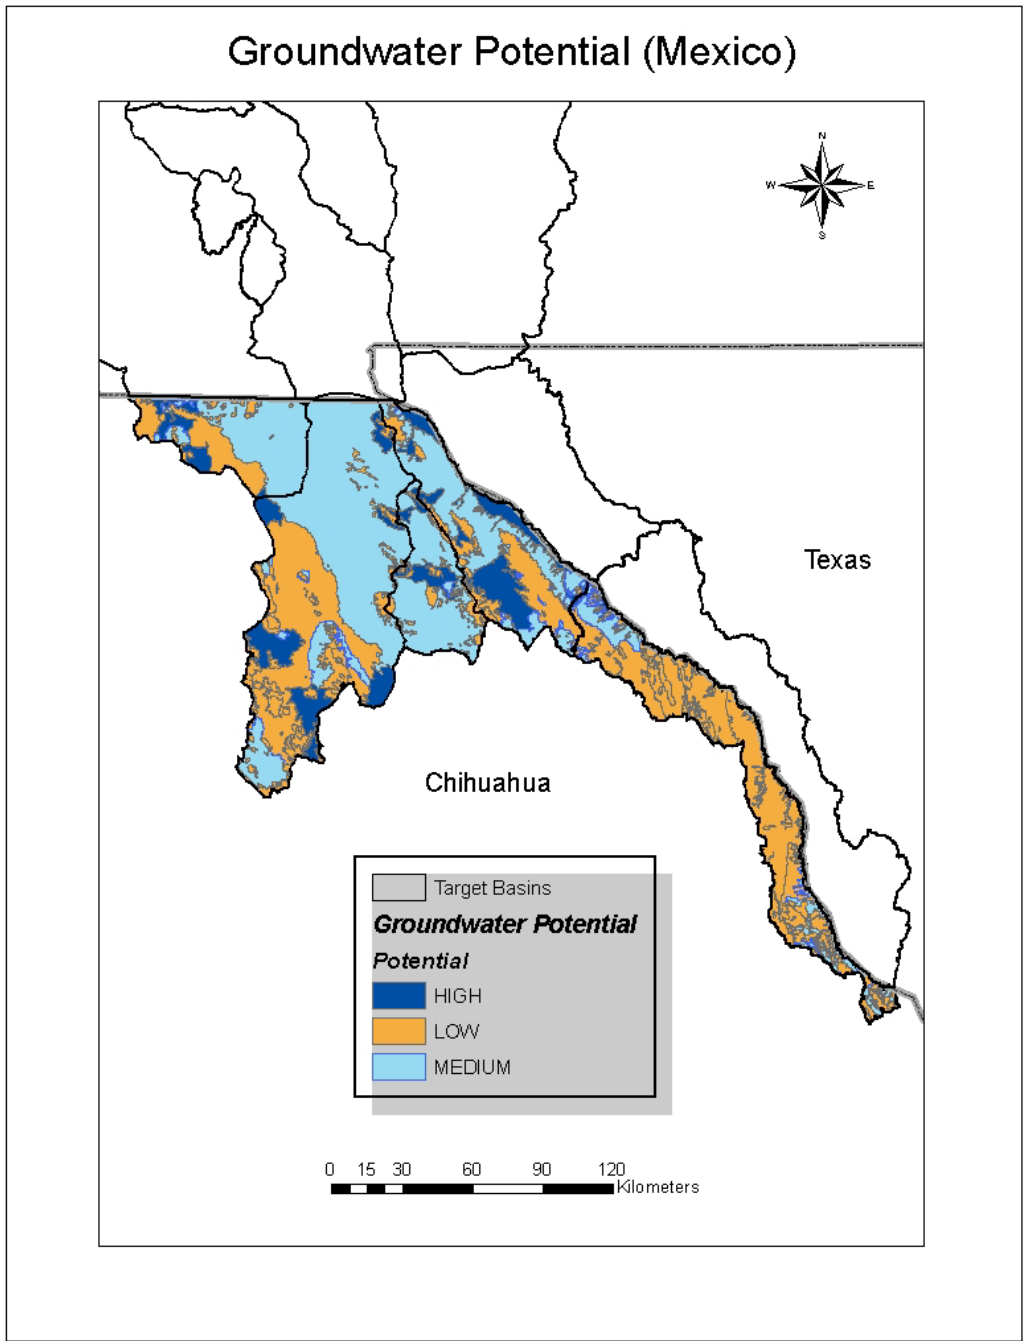 Groundwater Potential (Mexico)
N
W E
S
Texas
Chihuahua
Target Basins
Groundwater Potential
Potential
HIGH
LOW
MEDIUM
0 15 30 60 90 120
Kilometers